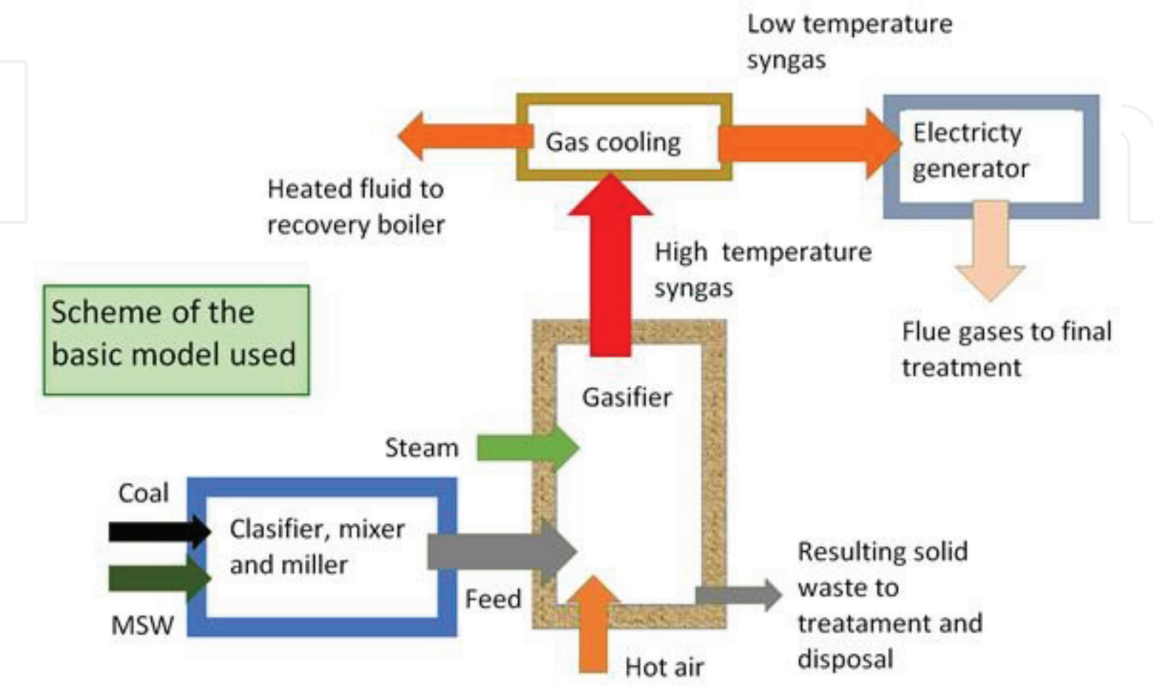 Low temperature
syngas
Gas cooling
Electricty
generator
Heated fluid to
recovery boiler
High temperature
syngas
Scheme of the
basic model used
Flue gases to final
treatment
Gasifier
Steam
Coal
Clasifier, mixer
and miller
MSW
Feed
Hot air
Resulting solid
waste to
treatament and
disposal